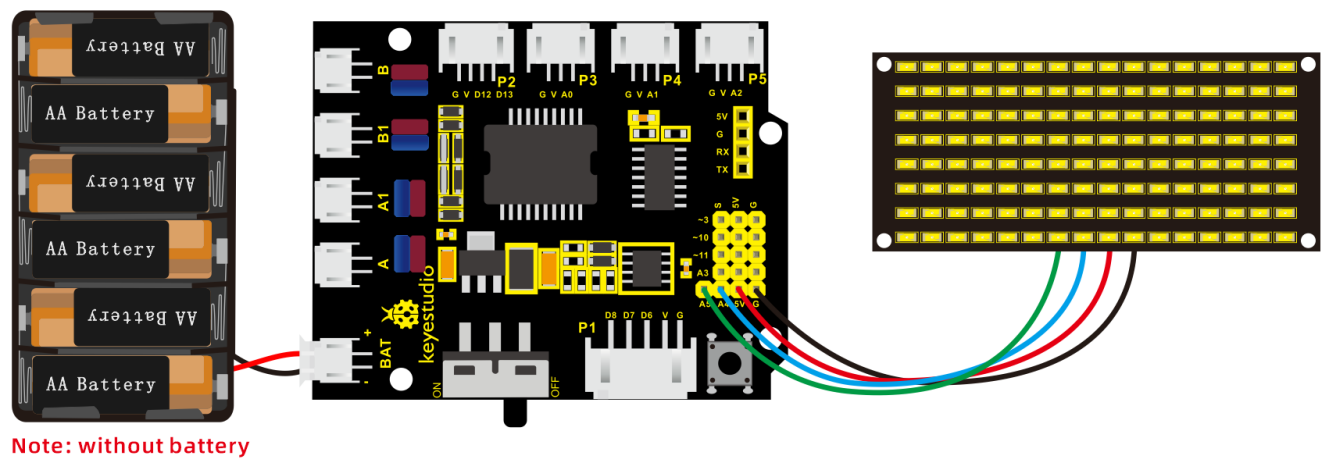 AA Battery
AA Battery
AA Battery
AA Battery
AA Battery
AA Battery
Note: without battery
B
B1
A1
A
BAT
+
-
keyestudio
ON
OFF
P2
G V D12 D13
P3
G V A0
P4
G V A1
P5
G V A2
5V
G
RX
TX
S 5V G
~3
~10
~11
A3
A5 A4 5V G
P1
D8 D7 D6 V G